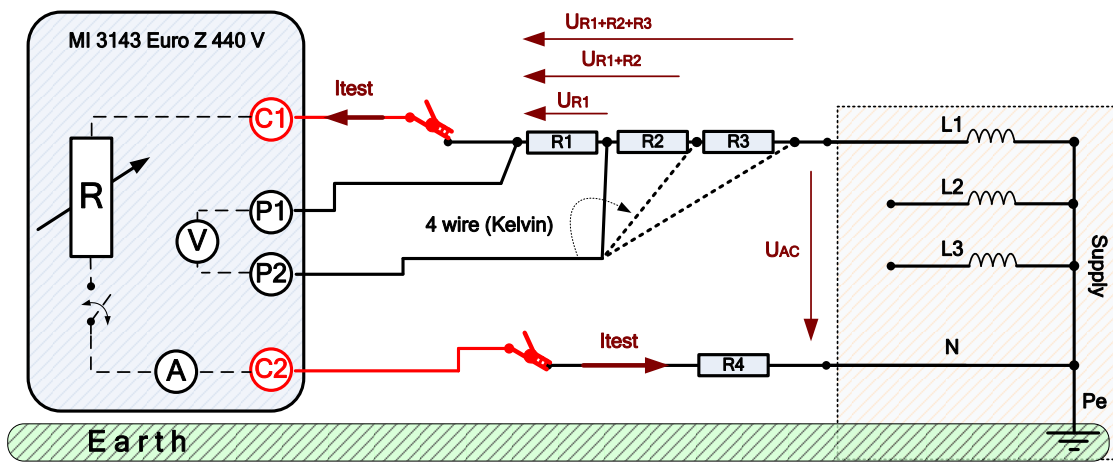 MI 3143 Euro Z 440 V
UR1+R2+R3
UR1+R2
UR1
Itest
C1
R1
R2
R3
L1
R
P1
V
P2
4 wire (Kelvin)
L2
L3
UAC
Supply
Itest
C2
A
R4
N
Pe
Earth